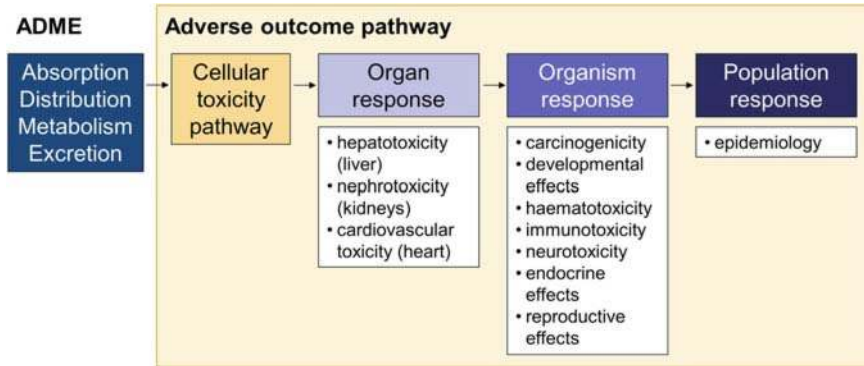 ADME
Adverse outcome pathway
Absorption
Distribution
Metabolism
Excretion
Cellular
toxicity
pathway
Organ
response
• hepatotoxicity
(liver)
• nephrotoxicity
(kidneys)
• cardiovascular
toxicity (heart)
Organism
response
• carcinogenicity
• developmental
effects
• haematotoxicity
• immunotoxicity
• neurotoxicity
• endocrine
effects
• reproductive
effects
Population
response
• epidemiology